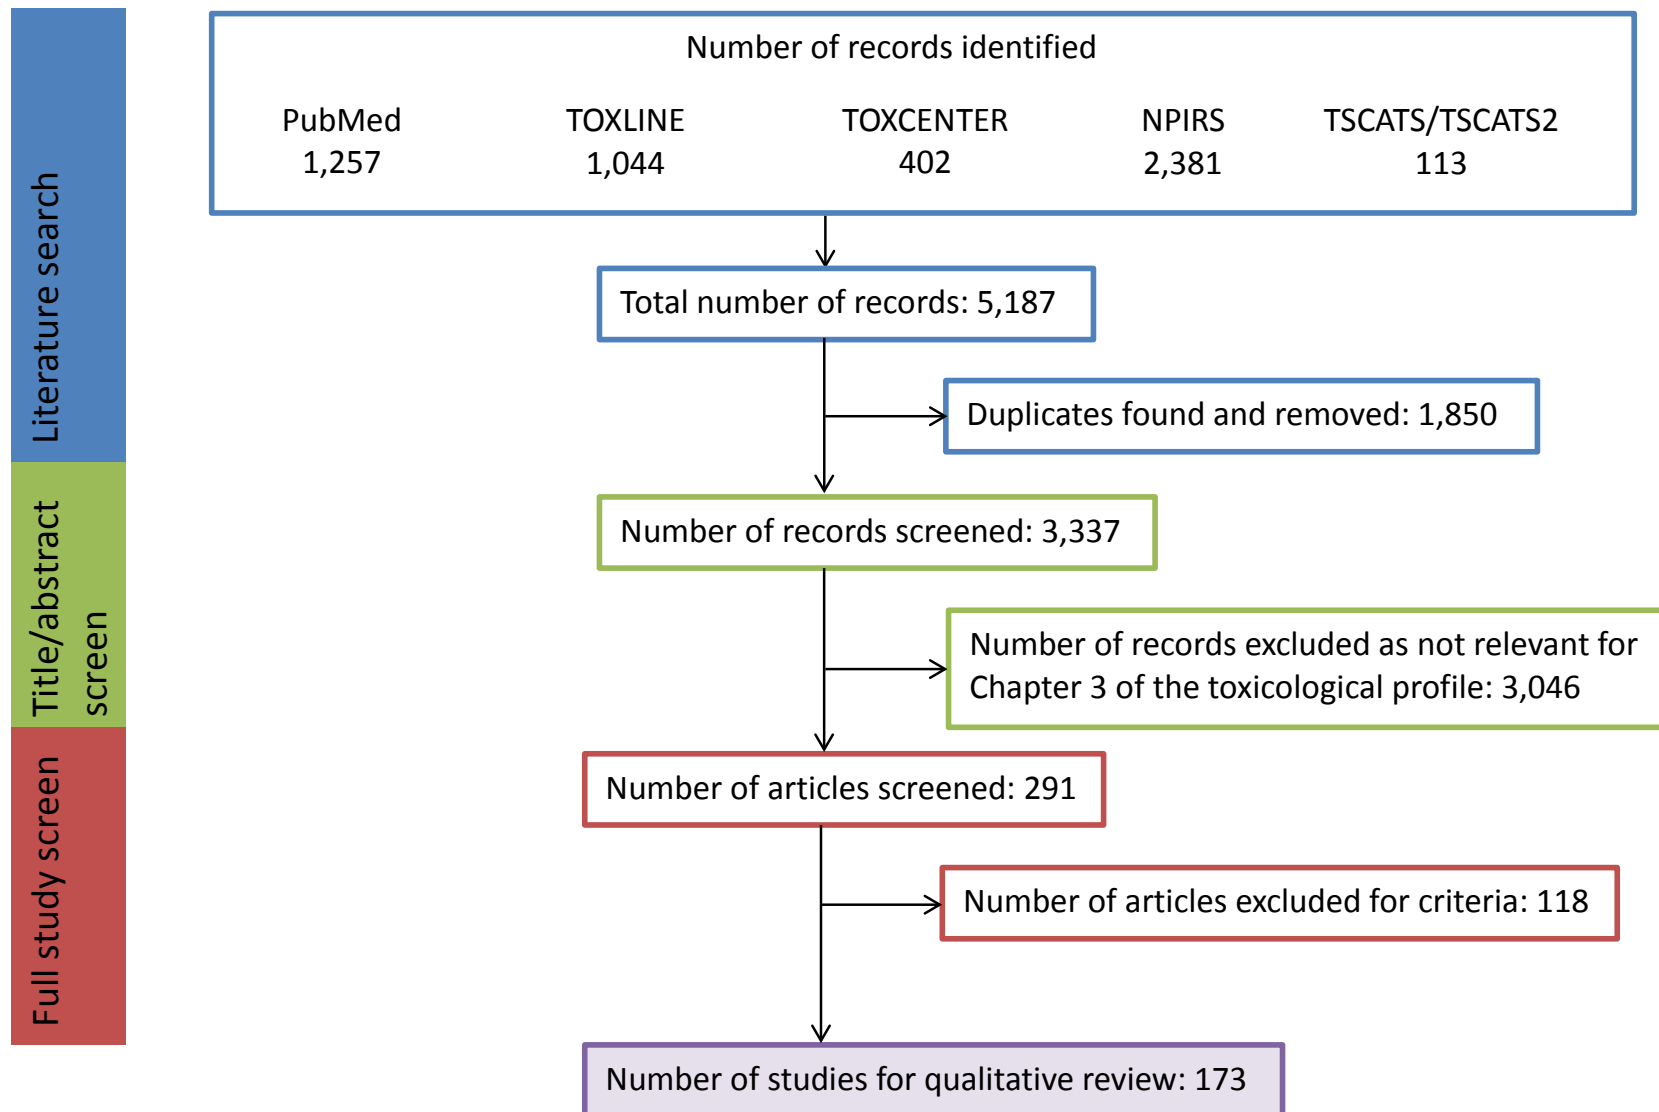 Number of records identified
PubMed
TOXLINE
TOXCENTER
NPIRS
TSCATS/TSCATS2
1,257
1,044
402
2,381
113
Literature search
Total number of records: 5,187
Duplicates found and removed: 1,850
Title/abstract
screen
Number of records screened: 3,337
Number of records excluded as not relevant for
Chapter 3 of the toxicological profile: 3,046
Full study screen
Number of articles screened: 291
Number of articles excluded for criteria: 118
Number of studies for qualitative review: 173